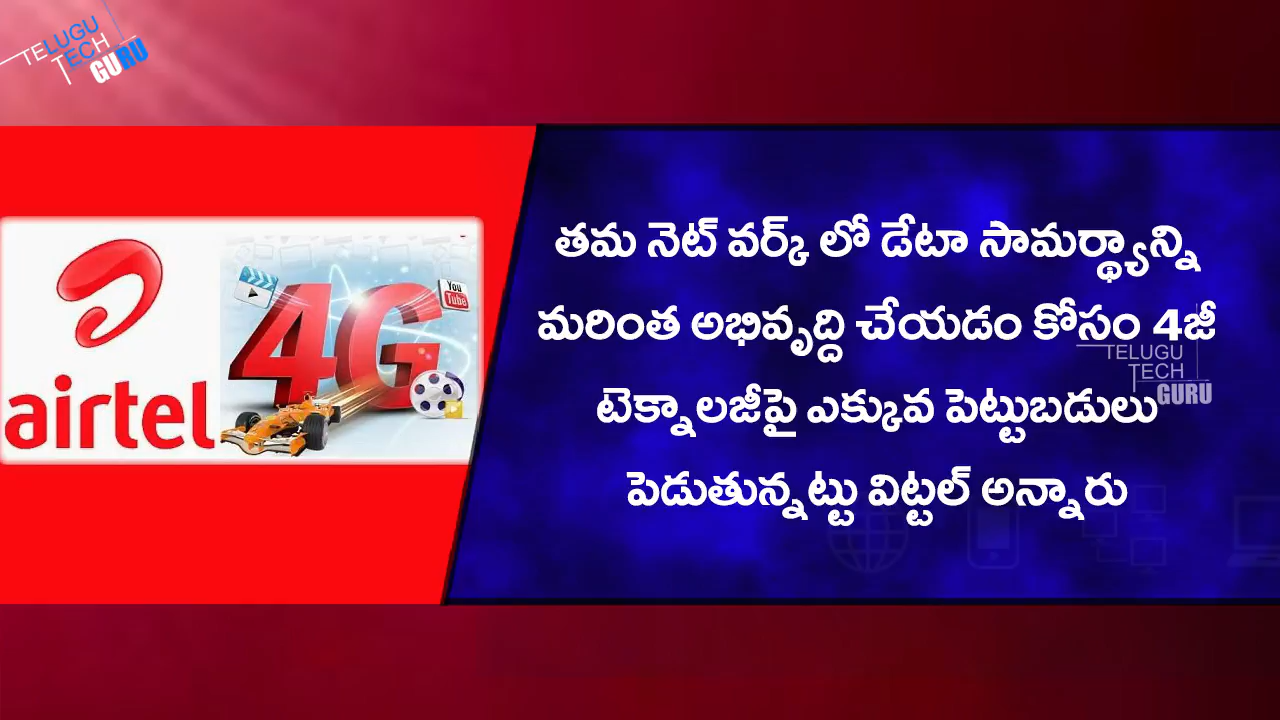 TELUGU
TECH
GURU
airtel
4G
You
Tube
తమ నెట్ వర్క్ లో డేటా సామర్థ్యాన్ని
మరింత అభివృద్ది చేయడం కోసం 4జీ
టెక్నాలజీపై ఎక్కువ పెట్టుబడులు
పెడుతున్నట్టు విట్టల్ అన్నారు
TELUGU
TECH
GURU